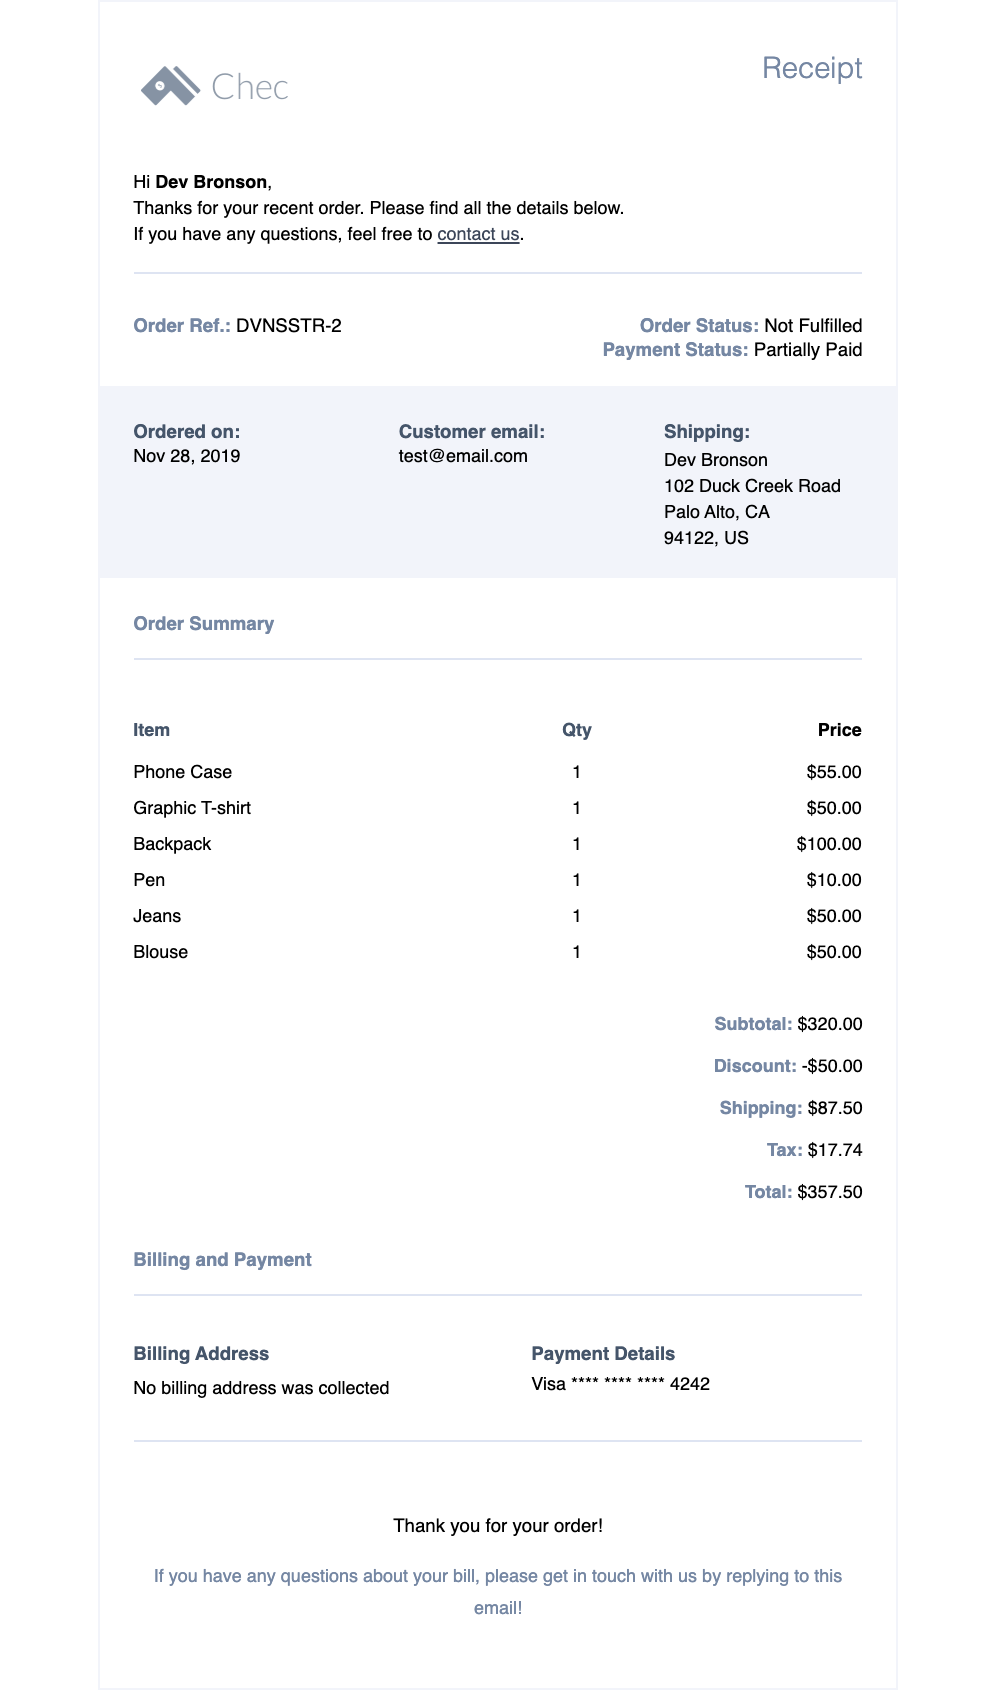 Chec
Receipt
Hi Dev Bronson,
Thanks for your recent order. Please find all the details below.
If you have any questions, feel free to contact us.
Order Ref.: DVNSSTR-2
Order Status: Not Fulfilled
Payment Status: Partially Paid
Ordered on:
Nov 28, 2019
Customer email:
test@email.com
Shipping:
Dev Bronson
102 Duck Creek Road
Palo Alto, CA
94122, US
Order Summary
Item Qty Price
Phone Case 1 $55.00
Graphic T-shirt 1 $50.00
Backpack 1 $100.00
Pen 1 $10.00
Jeans 1 $50.00
Blouse 1 $50.00
Subtotal: $320.00
Discount: -$50.00
Shipping: $87.50
Tax: $17.74
Total: $357.50
Billing and Payment
Billing Address
No billing address was collected
Payment Details
Visa **** **** **** 4242
Thank you for your order!
If you have any questions about your bill, please get in touch with us by replying to this
email!